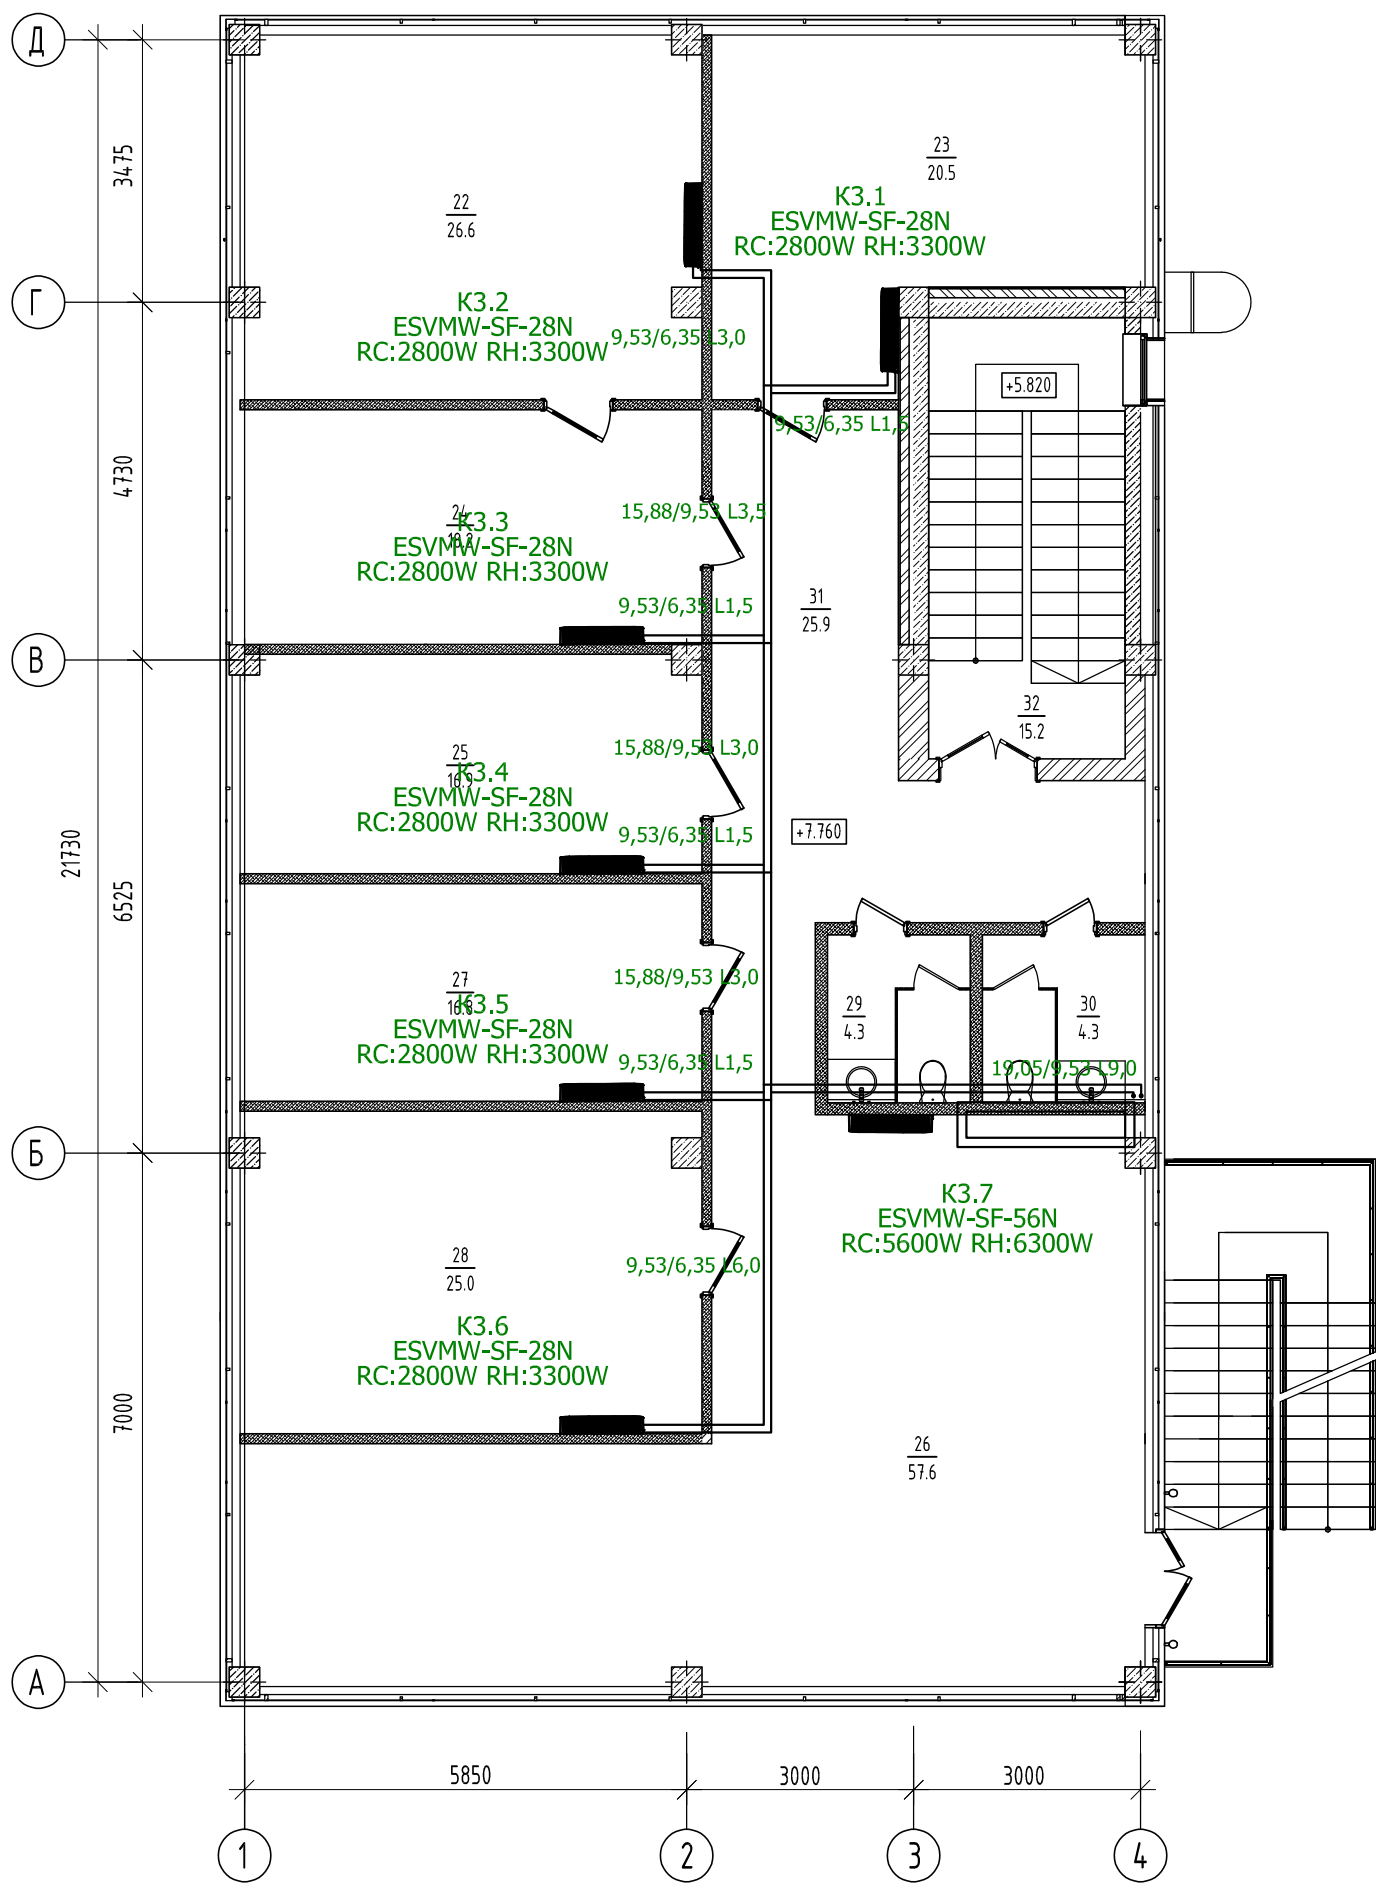 Д
3475
23
20.5
К3.1
ESVMW-SF-28N
RC:2800W RH:3300W
22
26.6
Г
К3.2
ESVMW-SF-28N
RC:2800W RH:3300W
9,53/6,35 L3,0
+5.820
9,53/6,35 L1,5
4730
15,88/9,53 L3,5
24
18.2
К3.3
ESVMW-SF-28N
RC:2800W RH:3300W
9,53/6,35 L1,5
31
25.9
В
32
15.2
15,88/9,53 L3,0
25
16.9
К3.4
ESVMW-SF-28N
RC:2800W RH:3300W
9,53/6,35 L1,5
+7.760
21730
6525
15,88/9,53 L3,0
27
16.8
К3.5
ESVMW-SF-28N
RC:2800W RH:3300W
9,53/6,35 L1,5
29
4.3
30
4.3
19,05/9,53 L9,0
Б
К3.7
ESVMW-SF-56N
RC:5600W RH:6300W
28
25.0
9,53/6,35 L6,0
К3.6
ESVMW-SF-28N
RC:2800W RH:3300W
7000
26
57.6
А
5850
3000
3000
1
2
3
4